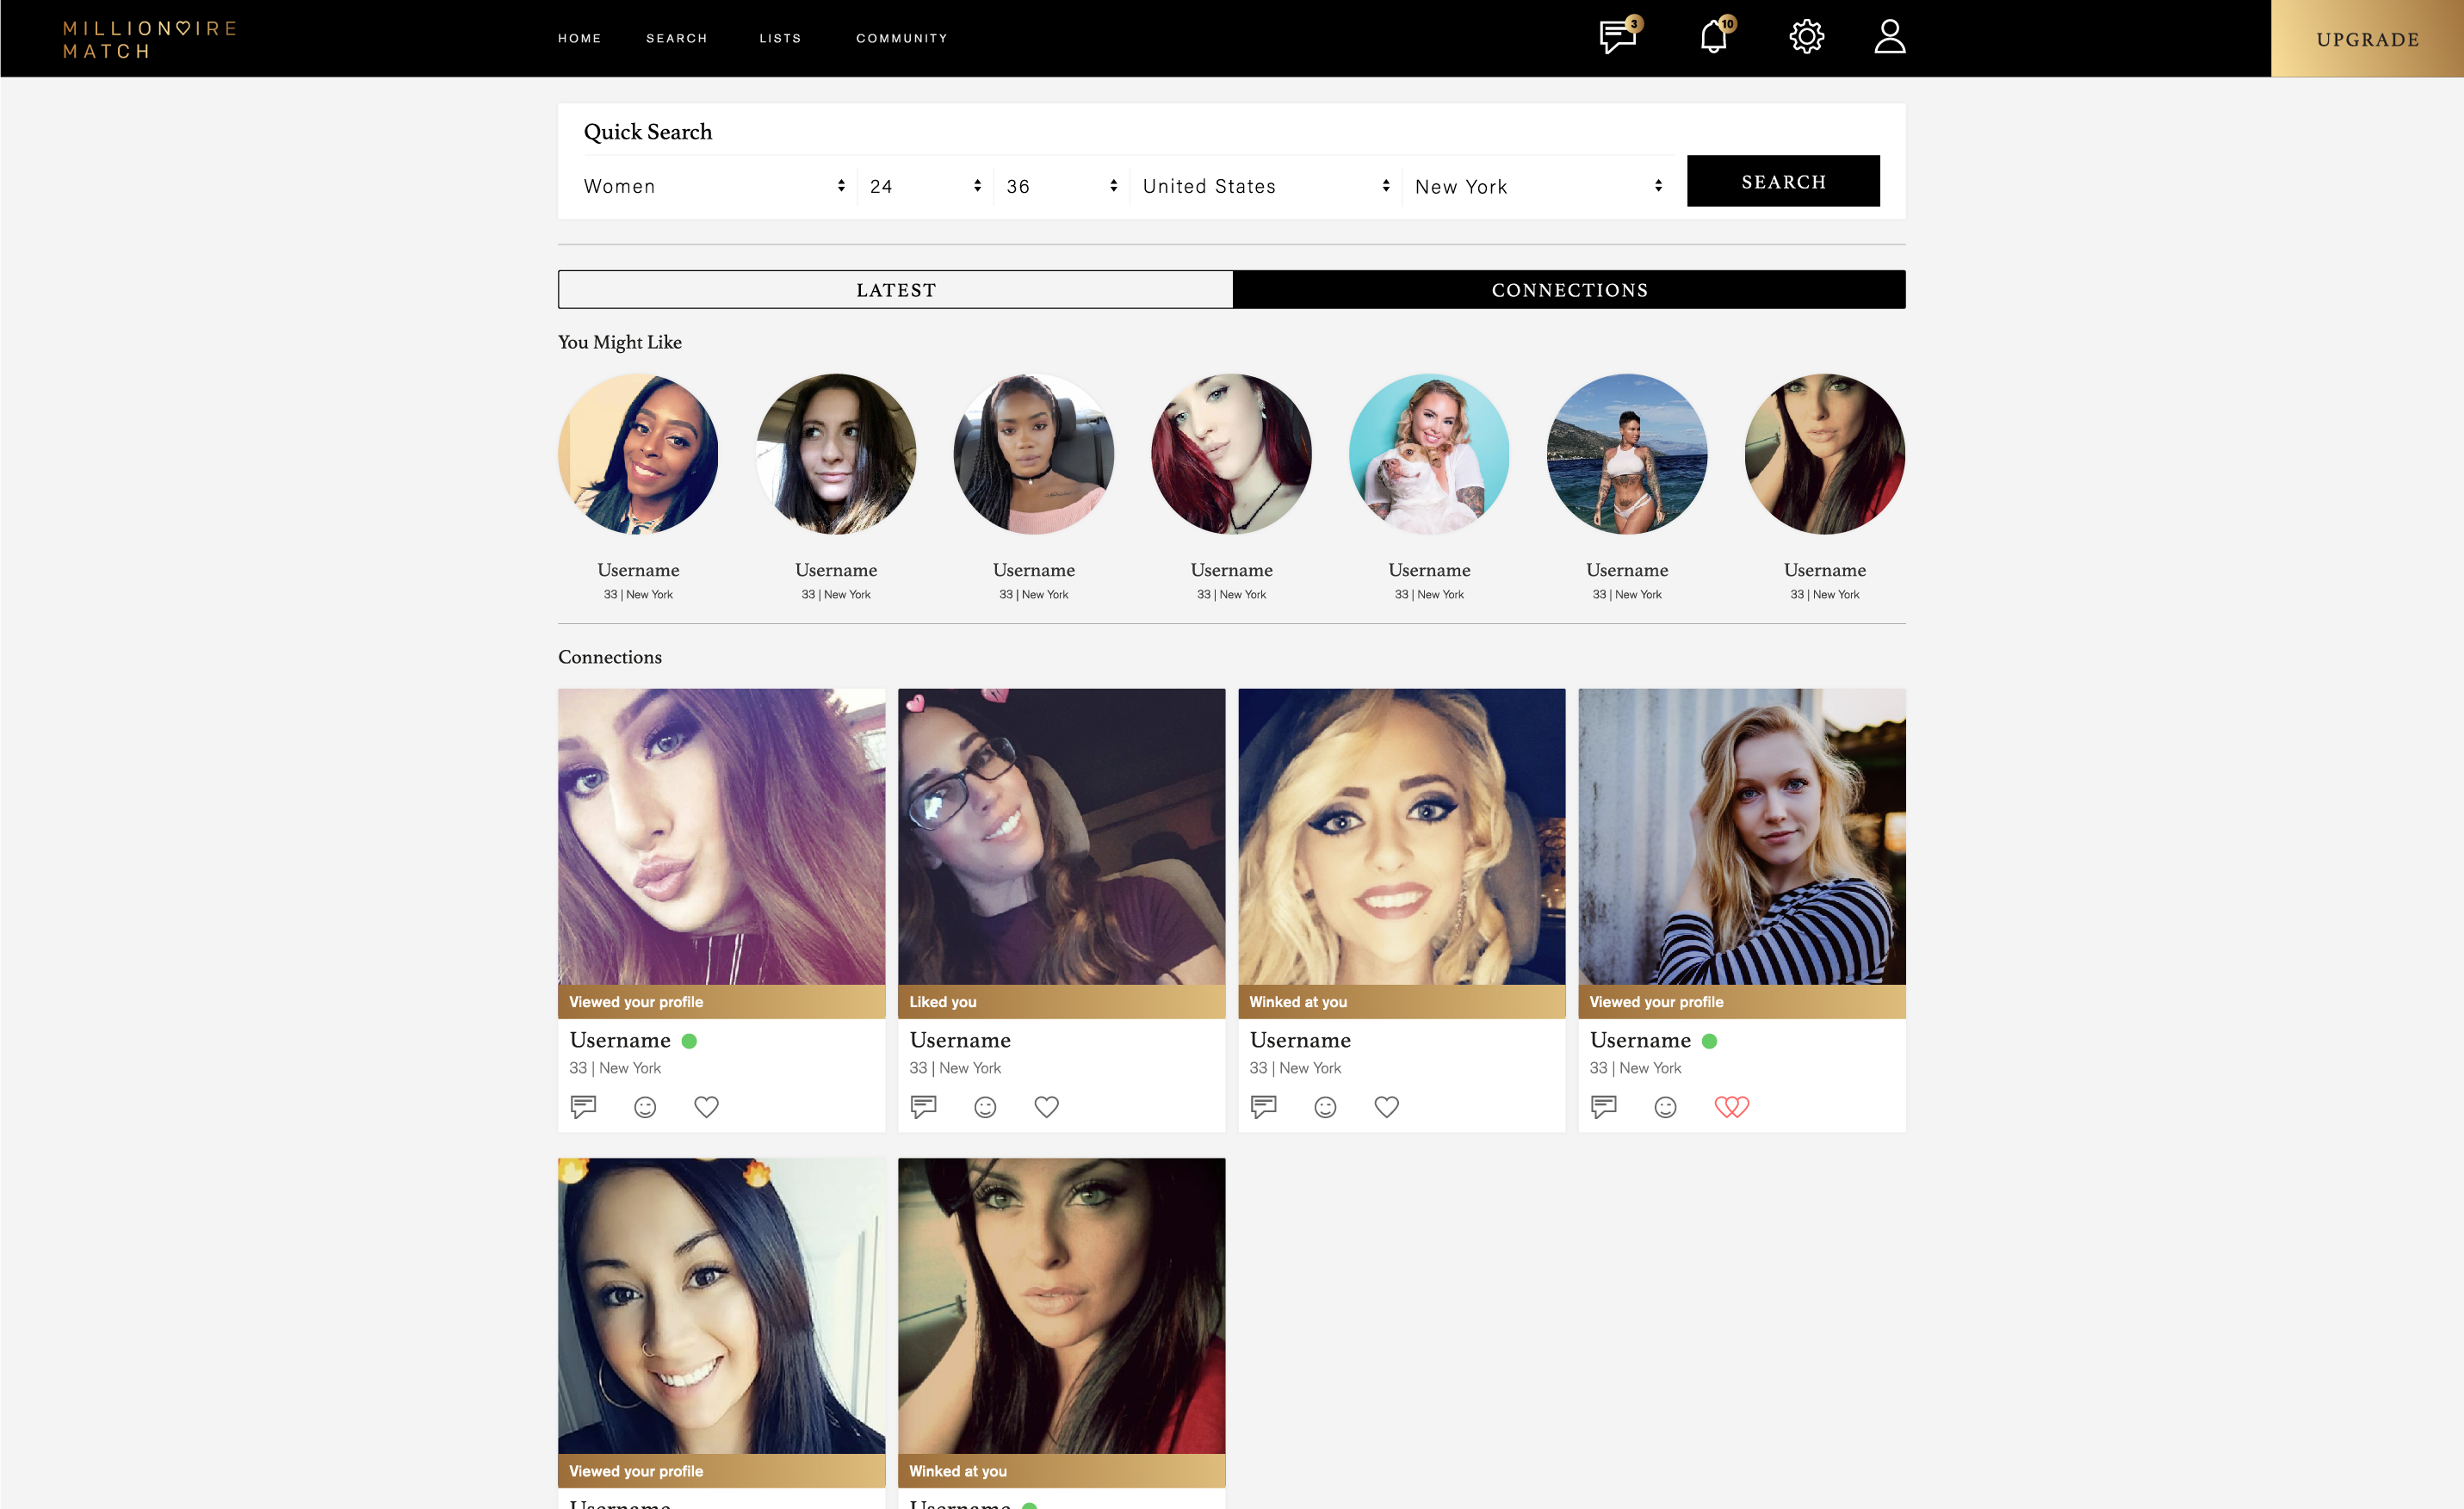 MILLION♡IRE
MATCH
HOME SEARCH LISTS COMMUNITY
3
10
UPGRADE
Quick Search
Women 24 36 United States New York
SEARCH
LATEST CONNECTIONS
You Might Like
Username Username Username Username Username Username Username
33 | New York 33 | New York 33 | New York 33 | New York 33 | New York 33 | New York 33 | New York
Connections
Viewed your profile Liked you Winked at you Viewed your profile
Username Username Username Username
33 | New York 33 | New York 33 | New York 33 | New York
Viewed your profile Winked at you
Username Username